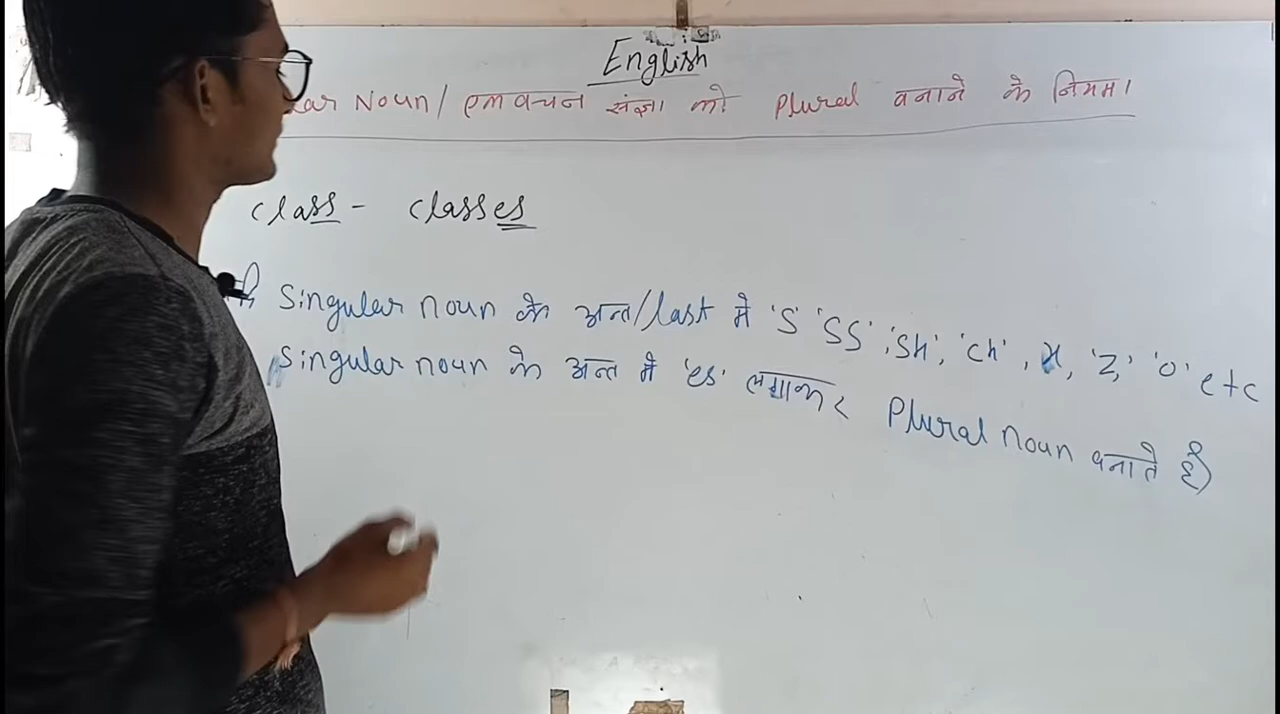 English
ar Noun / एकवचन संज्ञा को Plural बनाने के नियम।
class - classes
Singular noun के अन्त/last में 'S' 'SS', 'Sh', 'ch', x, 'Z,' 'o' etc
Singular noun के अन्त में 'es' लगाकर Plural noun बनाते है)